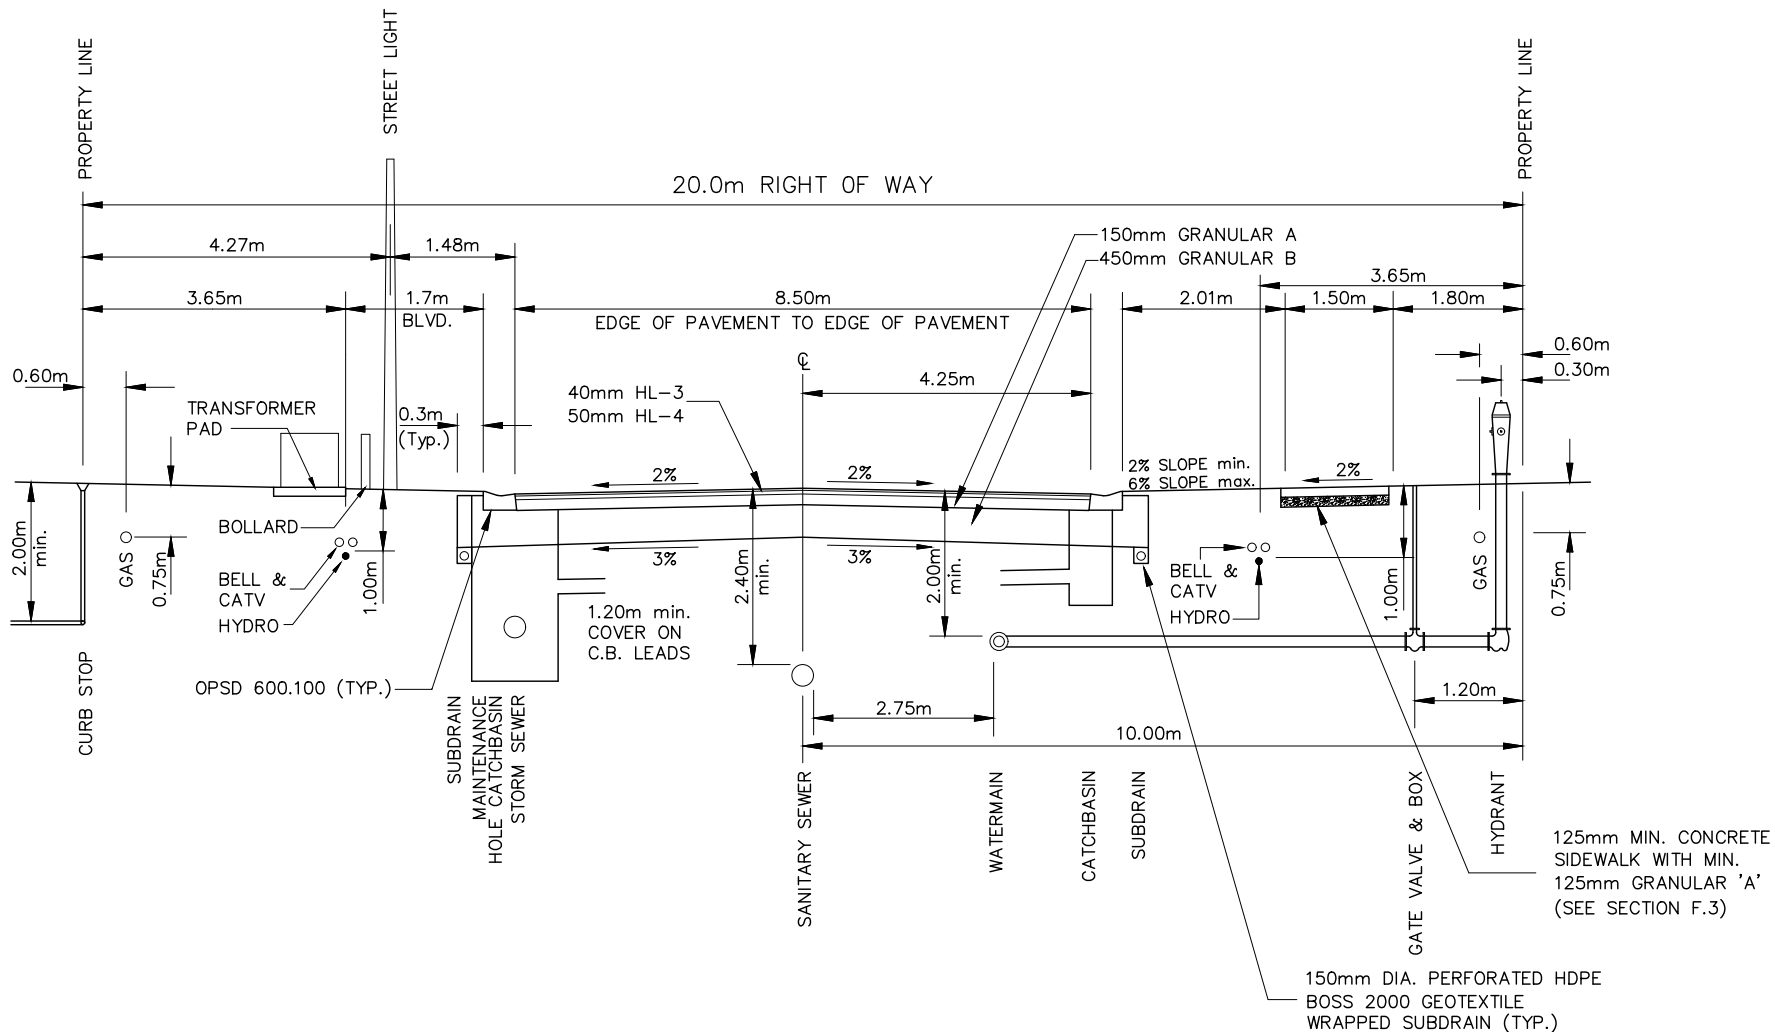 PROPERTY LINE
STREET LIGHT
PROPERTY LINE
20.0m RIGHT OF WAY
4.27m
1.48m
150mm GRANULAR A
450mm GRANULAR B
3.65m
3.65m
1.7m
BLVD.
8.50m
EDGE OF PAVEMENT TO EDGE OF PAVEMENT
2.01m
1.50m
1.80m
0.60m
℄
4.25m
0.60m
0.30m
40mm HL-3
50mm HL-4
TRANSFORMER
PAD
0.3m
(Typ.)
2%
2%
2% SLOPE min.
6% SLOPE max.
2%
2.00m
min.
GAS
0.75m
BOLLARD
BELL &
CATV
HYDRO
1.00m
3%
3%
2.40m
min.
2.00m
min.
1.20m min.
COVER ON
C.B. LEADS
BELL &
CATV
HYDRO
1.00m
GAS
0.75m
OPSD 600.100 (TYP.)
2.75m
1.20m
10.00m
CURB STOP
SUBDRAIN
MAINTENANCE
HOLE CATCHBASIN
STORM SEWER
SANITARY SEWER
WATERMAIN
CATCHBASIN
SUBDRAIN
GATE VALVE & BOX
HYDRANT
125mm MIN. CONCRETE
SIDEWALK WITH MIN.
125mm GRANULAR 'A'
(SEE SECTION F.3)
150mm DIA. PERFORATED HDPE
BOSS 2000 GEOTEXTILE
WRAPPED SUBDRAIN (TYP.)